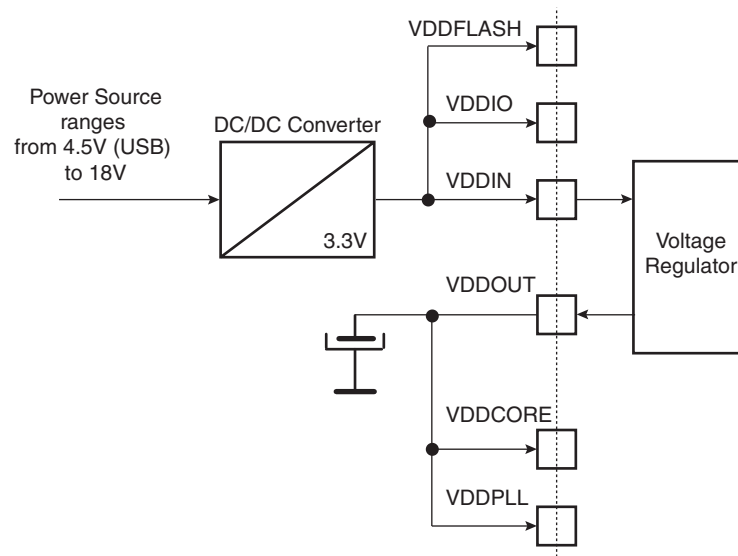 VDDFLASH
Power Source
ranges
from 4.5V (USB)
to 18V
DC/DC Converter
VDDIO
VDDIN
3.3V
Voltage
Regulator
VDDOUT
VDDCORE
VDDPLL